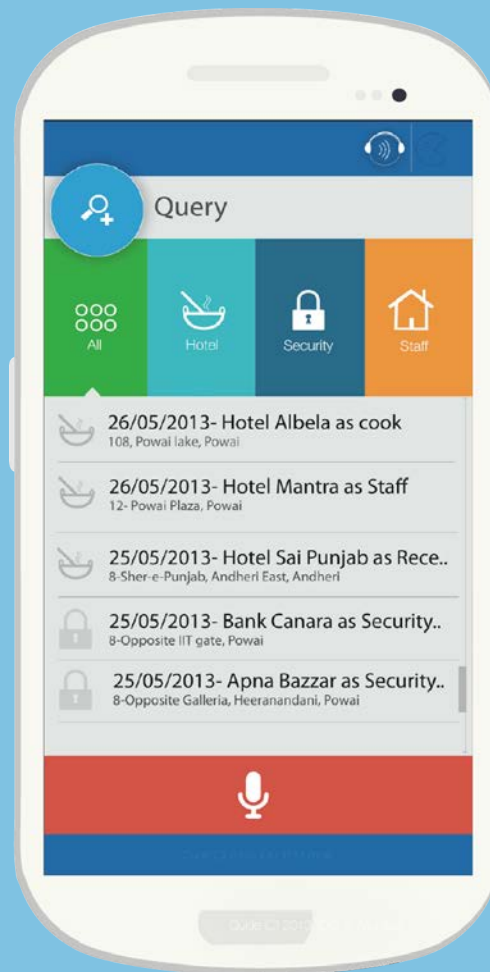 Query
All
Hotel
Security
Staff
26/05/2013- Hotel Albela as cook
108, Powai lake, Powai
26/05/2013- Hotel Mantra as Staff
12- Powai Plaza, Powai
25/05/2013- Hotel Sai Punjab as Rece..
8-Sher-e-Punjab, Andheri East, Andheri
25/05/2013- Bank Canara as Security..
8-Opposite IIT gate, Powai
25/05/2013- Apna Bazzar as Security..
8-Opposite Galleria, Heeranandani, Powai